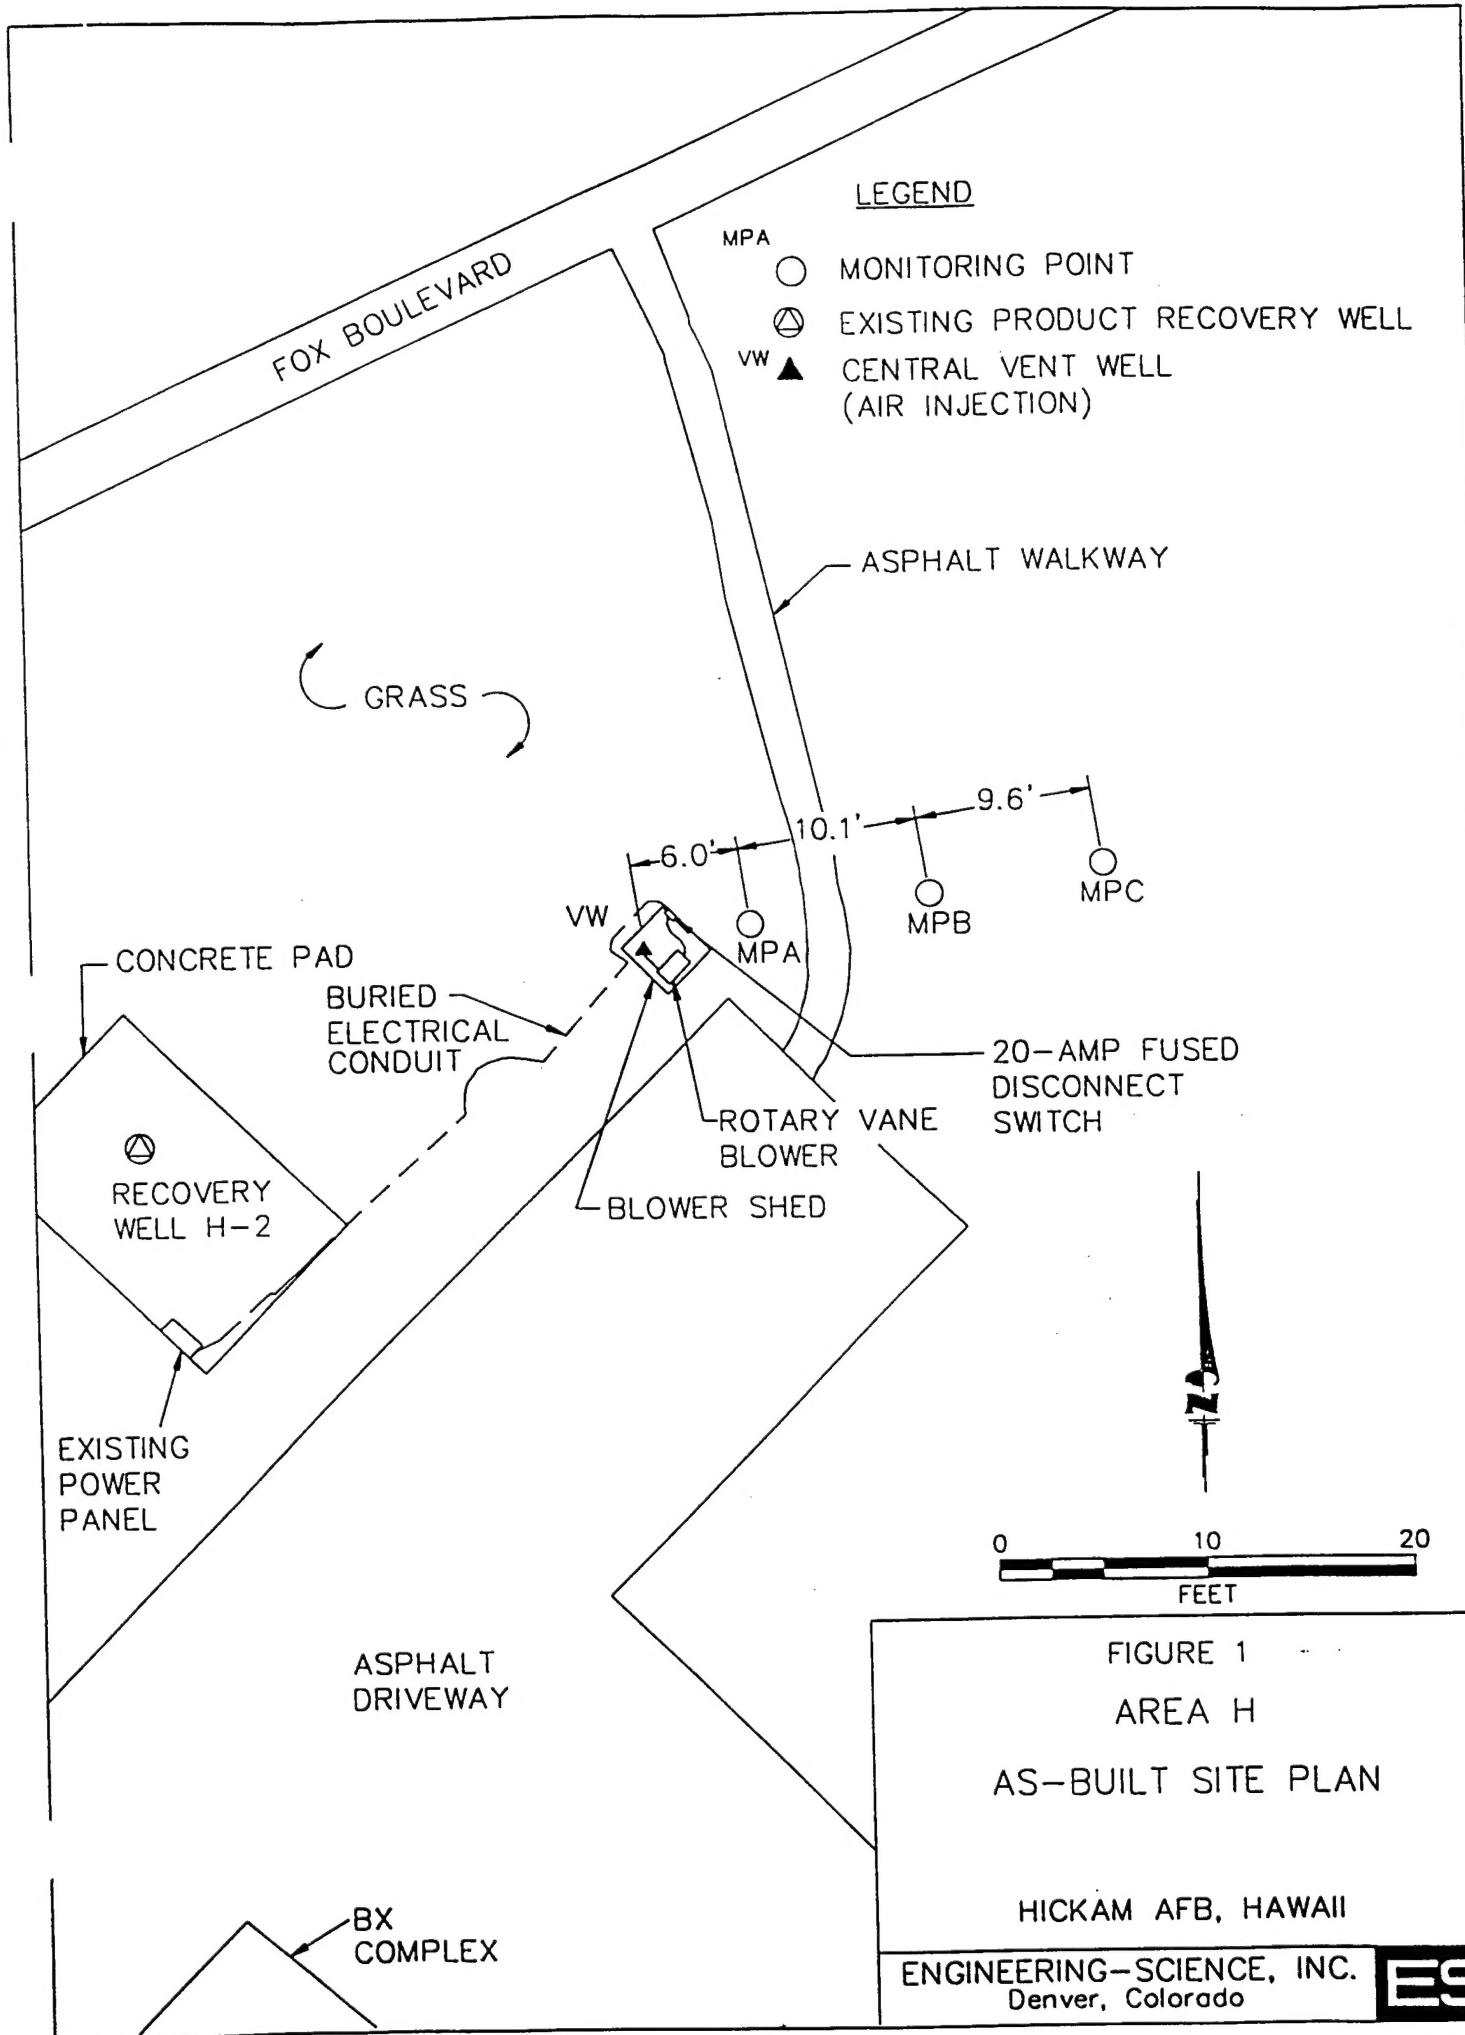 LEGEND
MPA
MONITORING POINT
EXISTING PRODUCT RECOVERY WELL
VW
CENTRAL VENT WELL
(AIR INJECTION)
FOX BOULEVARD
ASPHALT WALKWAY
GRASS
6.0'
10.1'
9.6'
VW
MPA
MPB
MPC
CONCRETE PAD
BURIED
ELECTRICAL
CONDUIT
20-AMP FUSED
DISCONNECT
SWITCH
ROTARY VANE
BLOWER
BLOWER SHED
RECOVERY
WELL H-2
EXISTING
POWER
PANEL
N
0 10 20
FEET
ASPHALT
DRIVEWAY
BX
COMPLEX
FIGURE 1
AREA H
AS-BUILT SITE PLAN
HICKAM AFB, HAWAII
ENGINEERING-SCIENCE, INC.
Denver, Colorado
ES